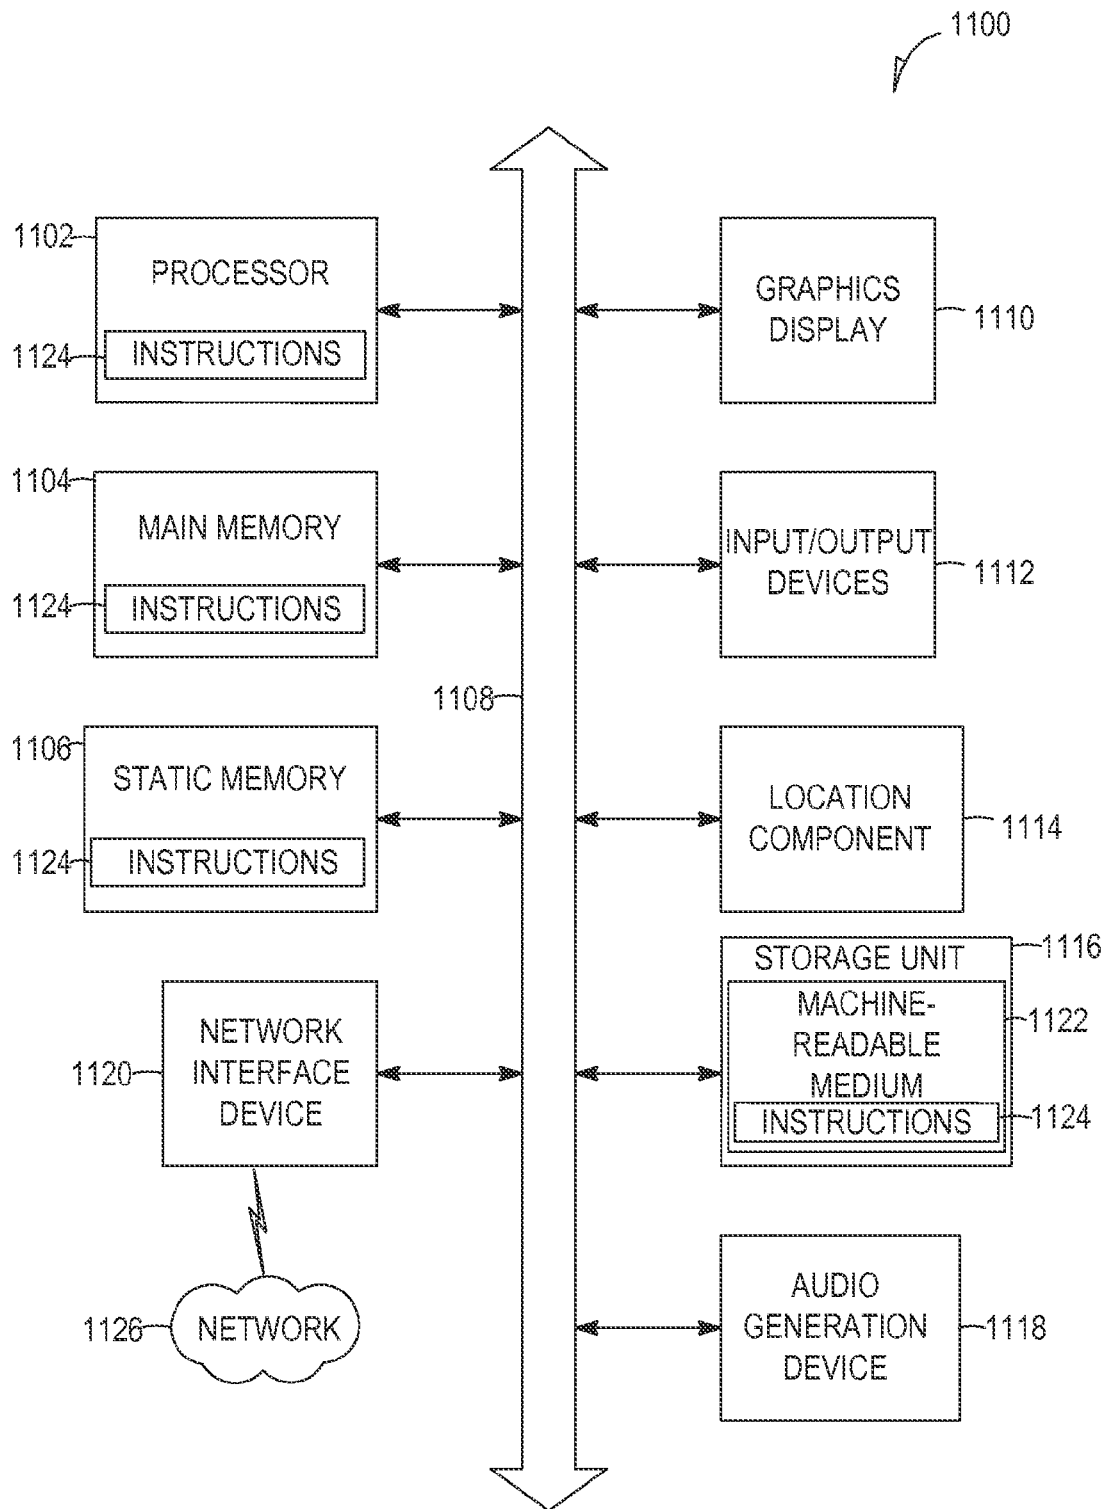 1100
1102
PROCESSOR
1124
INSTRUCTIONS
GRAPHICS
DISPLAY
1110
1104
MAIN MEMORY
1124
INSTRUCTIONS
INPUT/OUTPUT
DEVICES
1112
1108
1106
STATIC MEMORY
1124
INSTRUCTIONS
LOCATION
COMPONENT
1114
STORAGE UNIT
1116
MACHINE-
READABLE
MEDIUM
1122
INSTRUCTIONS
1124
NETWORK
INTERFACE
DEVICE
1120
1126
NETWORK
AUDIO
GENERATION
DEVICE
1118